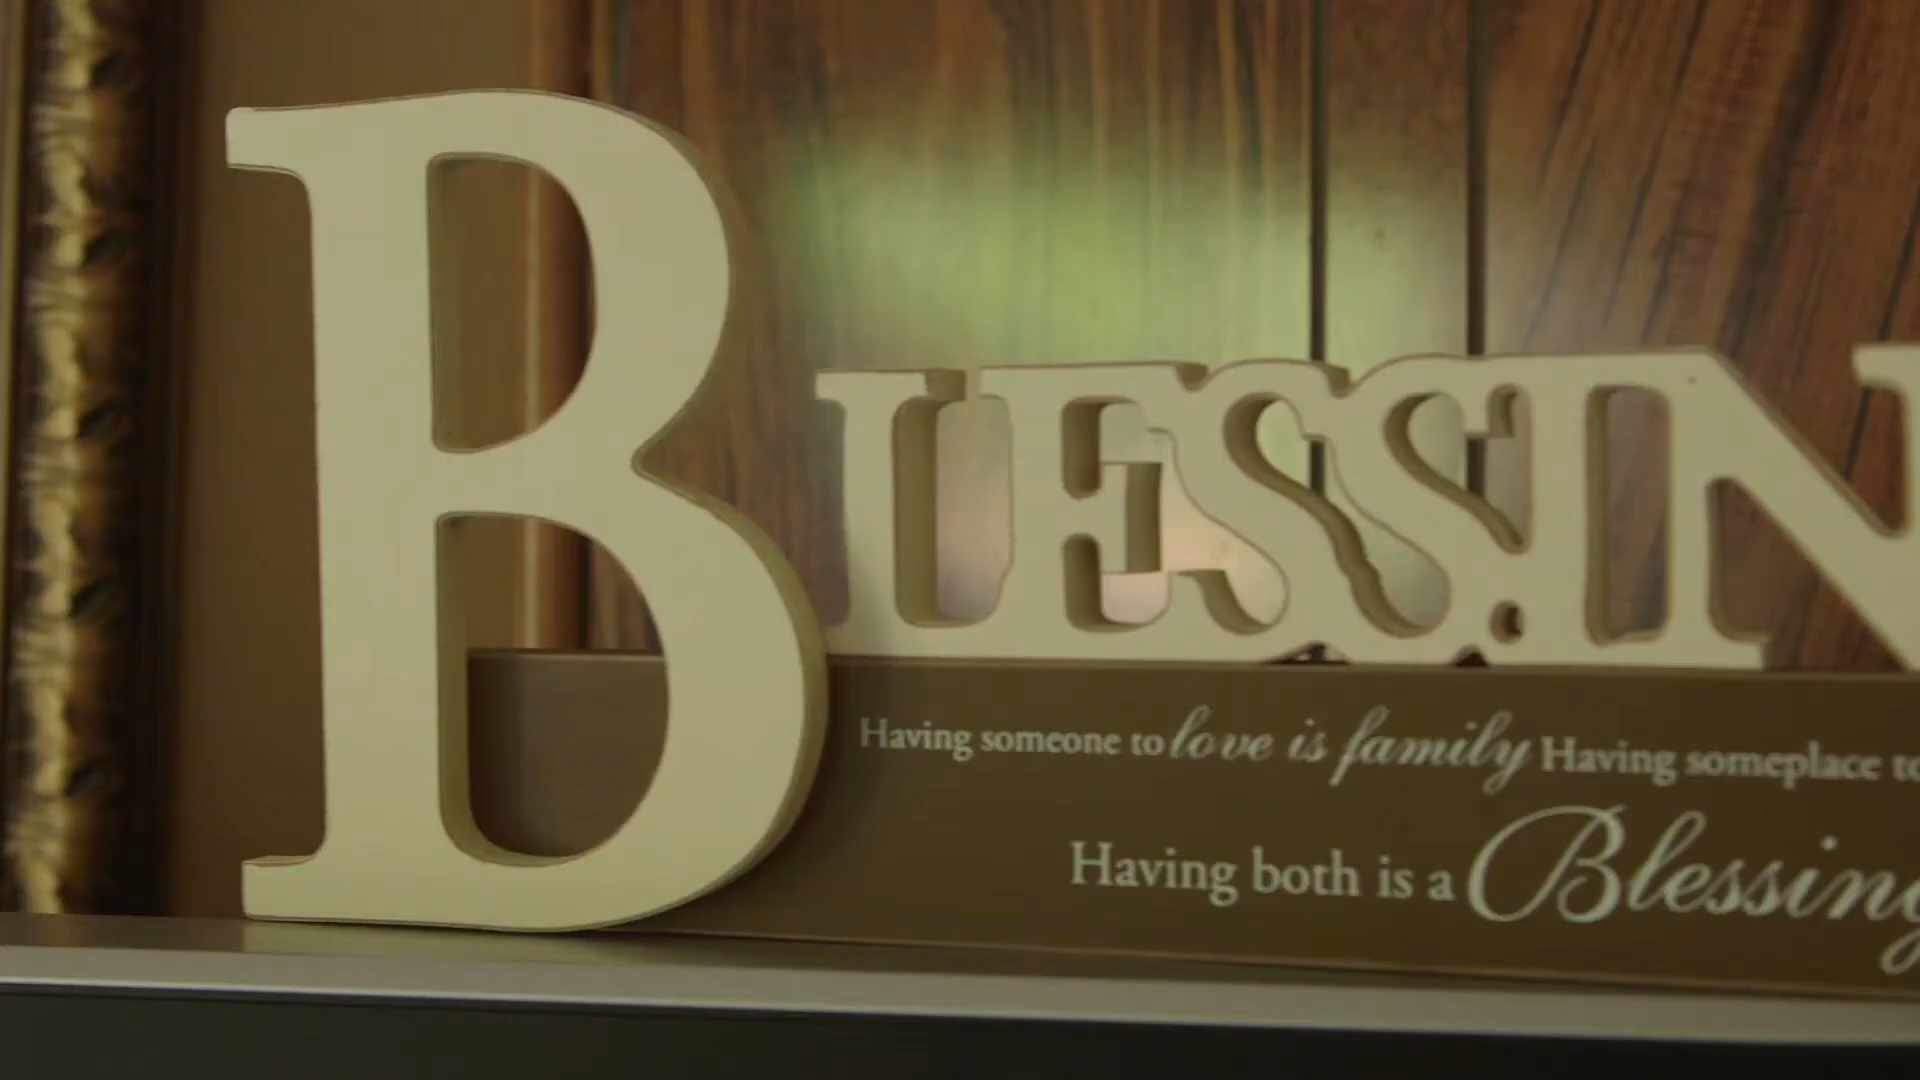 BLESSIN
Having someone to love is family Having someplace to
Having both is a Blessing